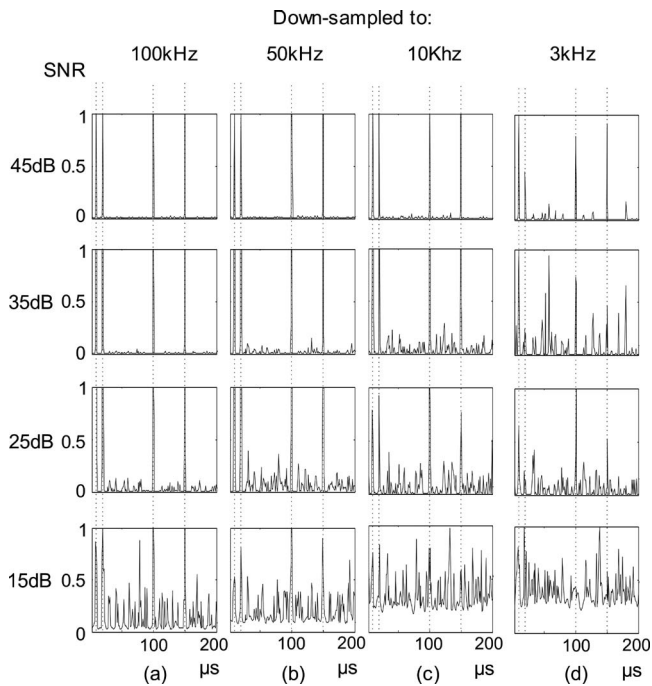 Down-sampled to:
100kHz 50kHz 10Khz 3kHz
SNR
1
45dB 0.5
0
1
35dB 0.5
0
1
25dB 0.5
0
1
15dB 0.5
0
100 200 100 200 100 200 100 200
(a) µs (b) µs (c) µs (d) µs